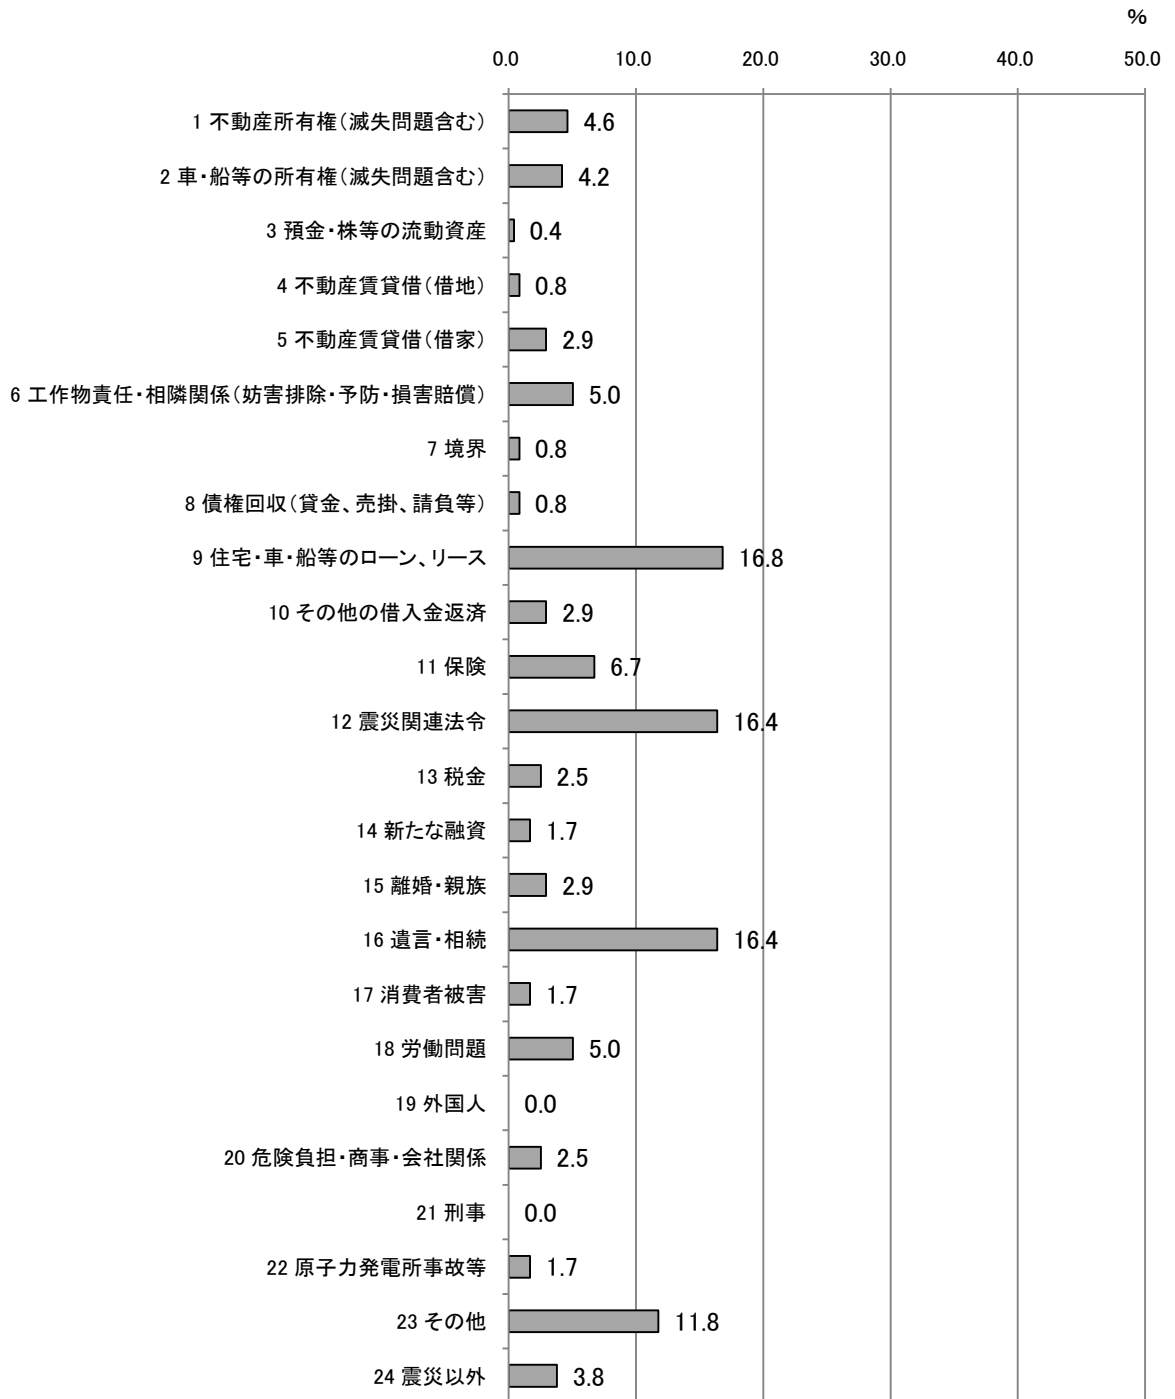 %
0.0 10.0 20.0 30.0 40.0 50.0
1 不動産所有権（滅失問題含む） 4.6
2 車・船等の所有権（滅失問題含む） 4.2
3 預金・株等の流動資産 0.4
4 不動産賃貸借（借地） 0.8
5 不動産賃貸借（借家） 2.9
6 工作物責任・相隣関係（妨害排除・予防・損害賠償） 5.0
7 境界 0.8
8 債権回収（貸金、売掛、請負等） 0.8
9 住宅・車・船等のローン、リース 16.8
10 その他の借入金返済 2.9
11 保険 6.7
12 震災関連法令 16.4
13 税金 2.5
14 新たな融資 1.7
15 離婚・親族 2.9
16 遺言・相続 16.4
17 消費者被害 1.7
18 労働問題 5.0
19 外国人 0.0
20 危険負担・商事・会社関係 2.5
21 刑事 0.0
22 原子力発電所事故等 1.7
23 その他 11.8
24 震災以外 3.8